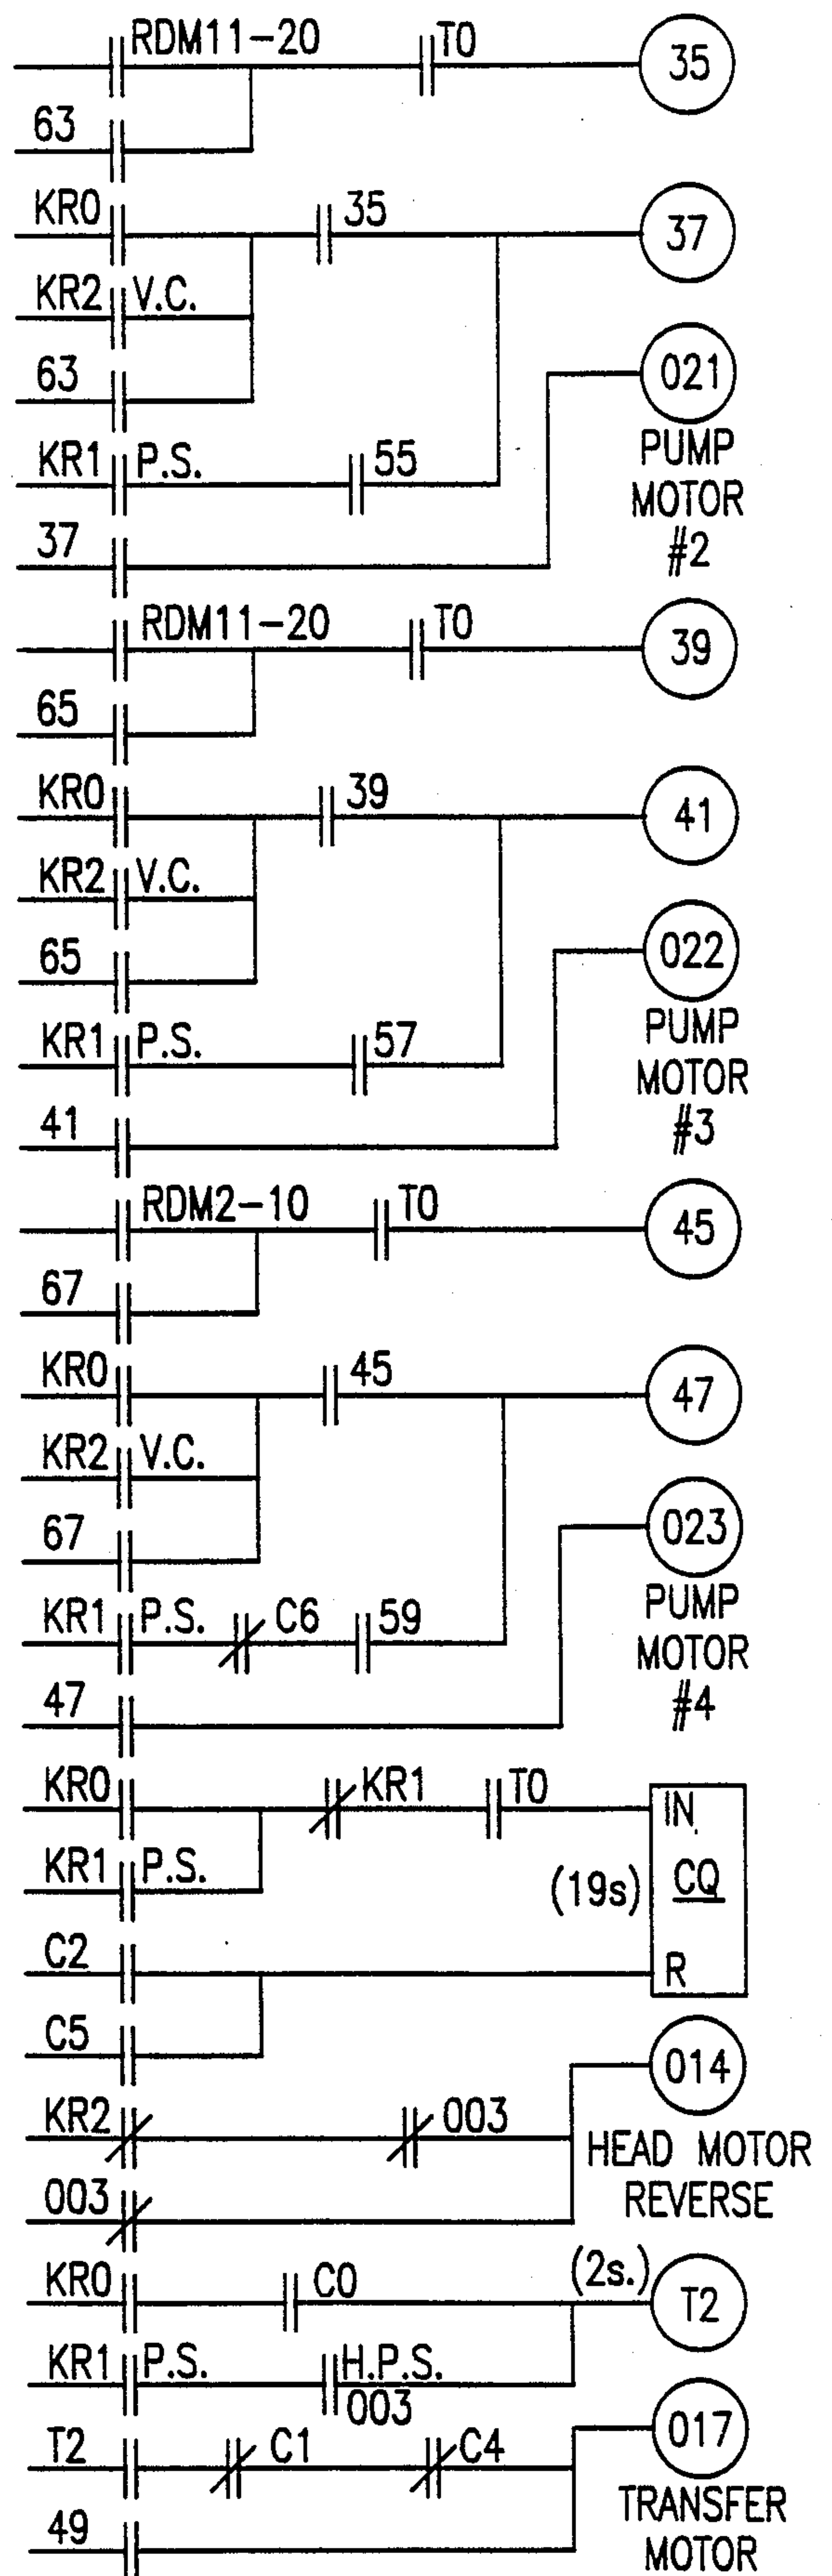 RDM11-20 T0 35
63
KR0 35 37
KR2 V.C.
63 021
KR1 P.S. 55 PUMP
MOTOR
37 #2
RDM11-20 T0 39
65
KR0 39 41
KR2 V.C.
65 022
KR1 P.S. 57 PUMP
MOTOR
41 #3
RDM2-10 T0 45
67
KR0 45 47
KR2 V.C.
67 023
KR1 P.S. C6 59 PUMP
MOTOR
47 #4
KR0 KR1 T0 IN
KR1 P.S. (19s) CQ
C2 R
C5 014
KR2 003 HEAD MOTOR
003 REVERSE
KR0 C0 (2s.) T2
KR1 P.S. H.P.S.
003
T2 C1 C4 017
TRANSFER
49 MOTOR